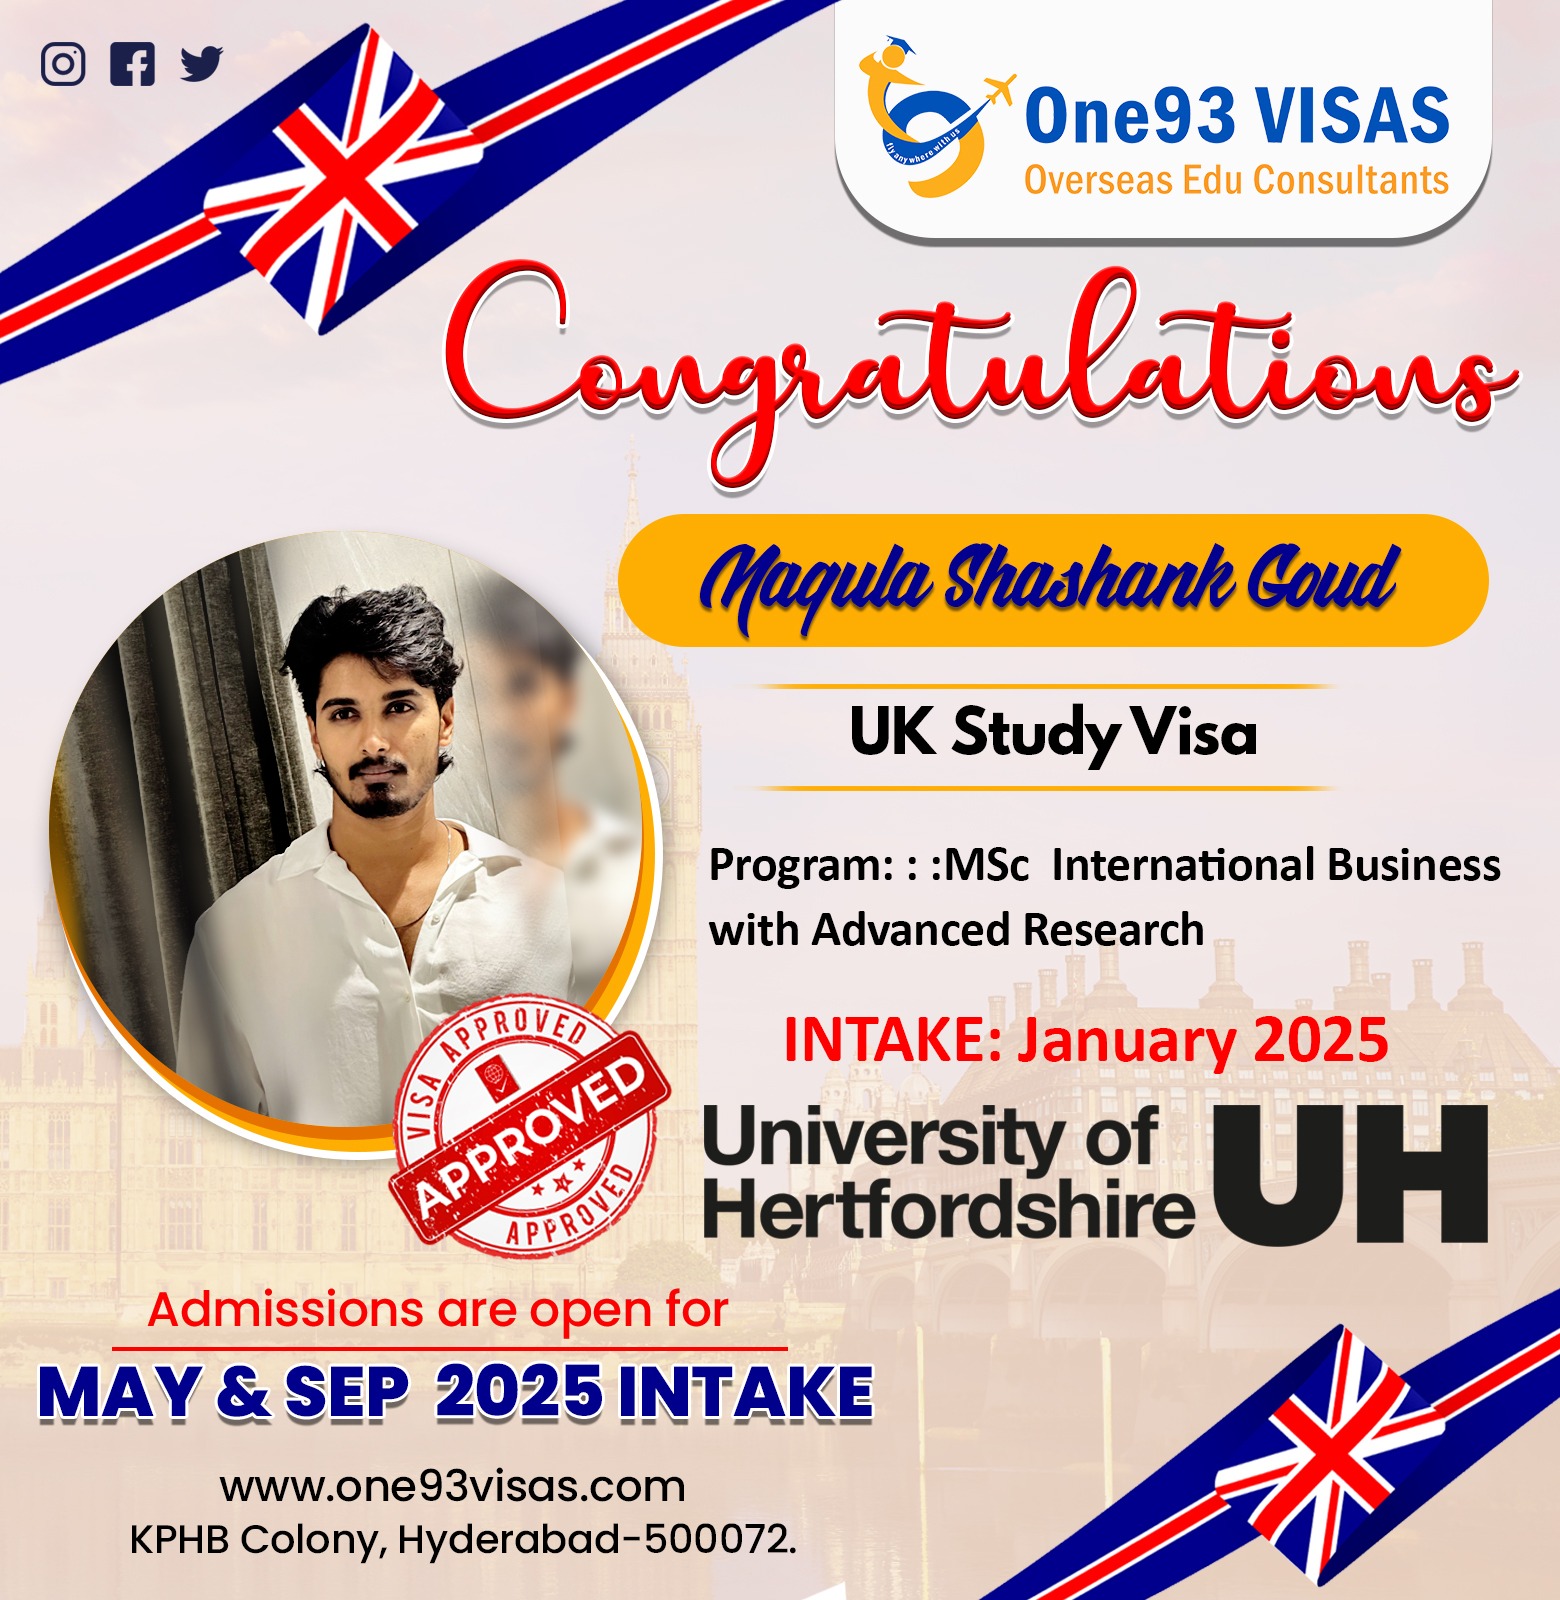 One93 VISAS
Overseas Edu Consultants
fly anywhere with us
Congratulations
Maqula Shashank Goud
UK Study Visa
Program: : :MSc  International Business
with Advanced Research
INTAKE: January 2025
University of
Hertfordshire
UH
VISA APPROVED
APPROVED
APPROVED
Admissions are open for
MAY & SEP  2025 INTAKE
www.one93visas.com
KPHB Colony, Hyderabad-500072.